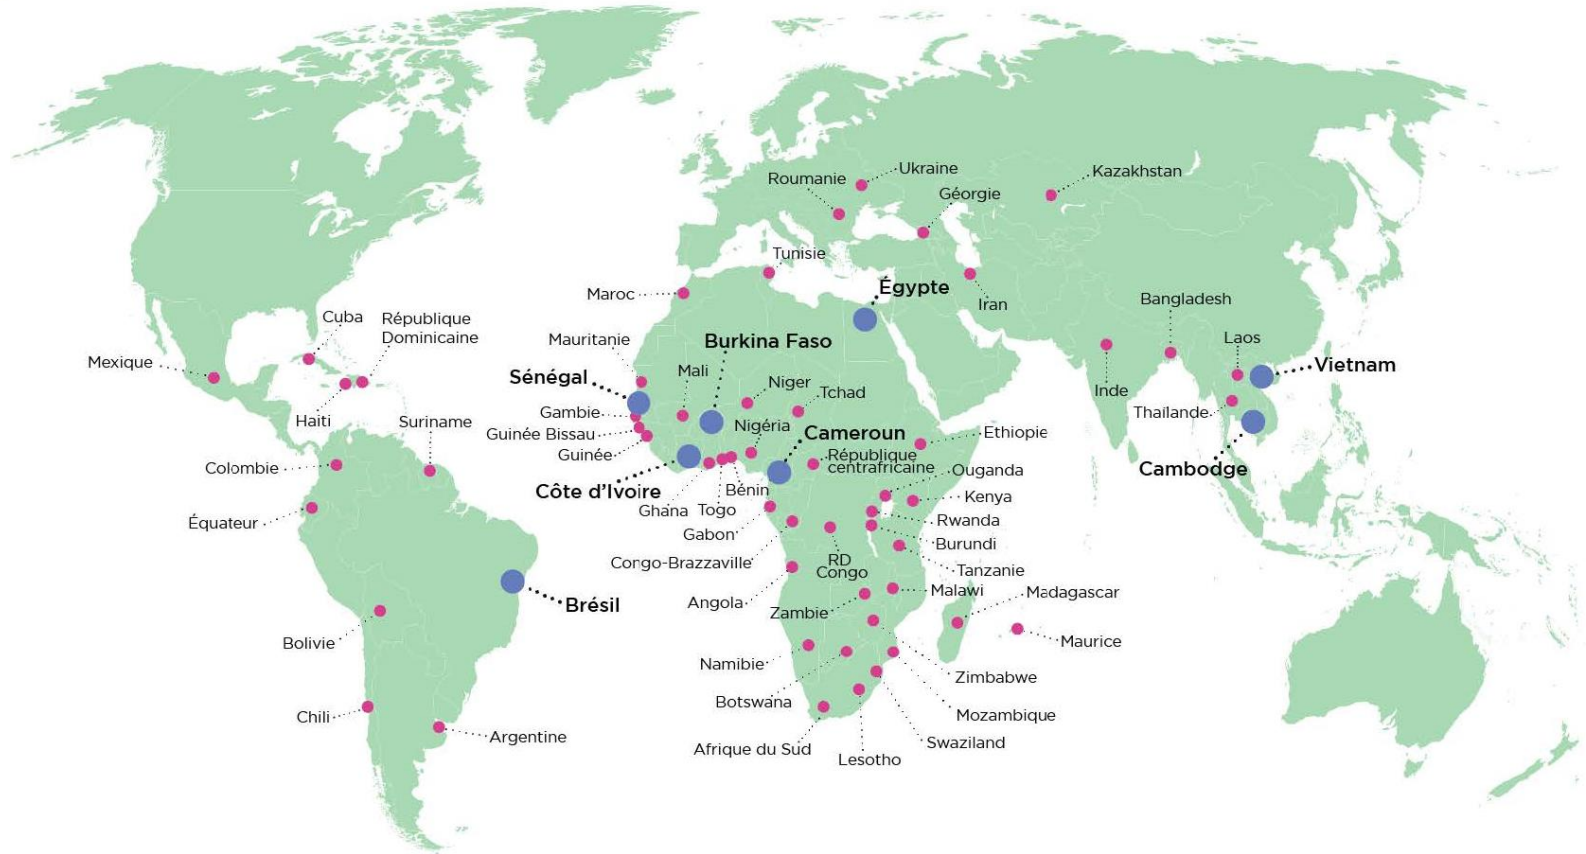 Ukraine
Roumanie
Kazakhstan
Géorgie
Tunisie
Égypte
Maroc
Iran
Bangladesh
Cuba
République
Dominicaine
Mauritanie
Burkina Faso
Laos
Mexique
Vietnam
Mali
Sénégal
Niger
Inde
Tchad
Gambie
Thaïlande
Haiti
Suriname
Nigéria
Guinée Bissau
Cameroun
Ethiopie
Guinée
République
centrafricaine
Colombie
Ouganda
Cambodge
Côte d'Ivoire
Bénin
Kenya
Ghana
Togo
Équateur
Rwanda
Gabon
Burundi
Congo-Brazzaville
RD
Congo
Tanzanie
Angola
Malawi
Madagascar
Brésil
Zambie
Bolivie
Maurice
Namibie
Zimbabwe
Botswana
Chili
Mozambique
Argentine
Swaziland
Afrique du Sud
Lesotho